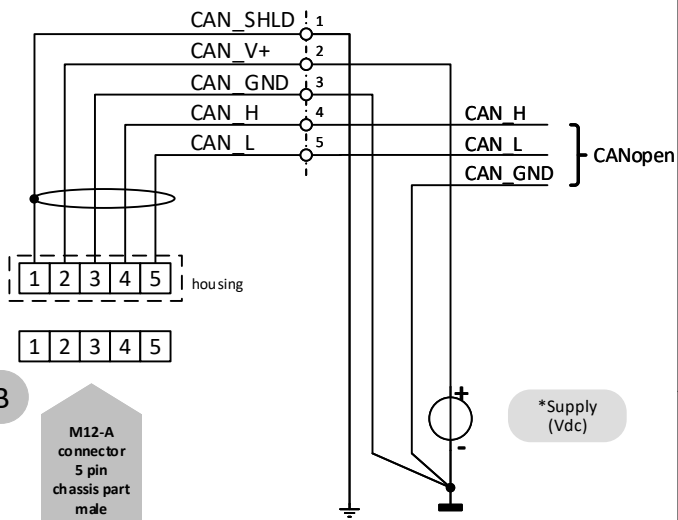 CAN_SHLD 1
CAN_V+ 2
CAN_GND 3
CAN_H 4 CAN_H
CAN_L 5 CAN_L
CANopen
CAN_GND
1 2 3 4 5 housing
1 2 3 4 5
B
+
*Supply
(Vdc)
-
M12-A
connector
5 pin
chassis part
male